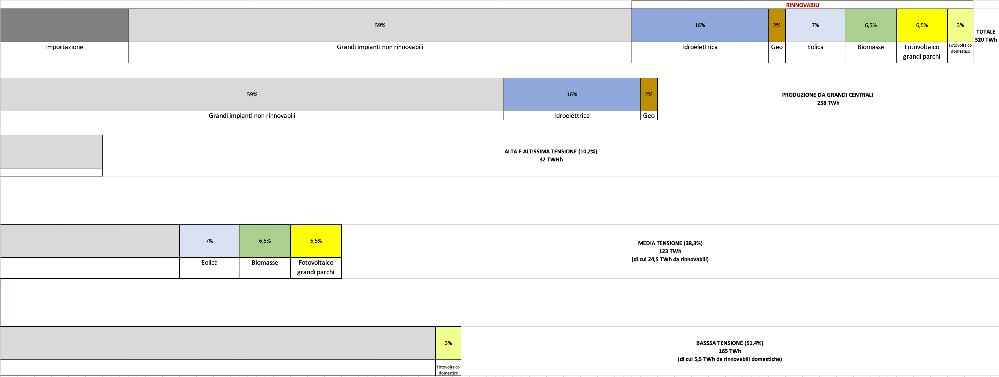 RINNOVABILI
59%
16%
2%
7%
6,5%
6,5%
3%
TOTALE
320 TWh
Importazione
Grandi impianti non rinnovabili
Idroelettrica
Geo
Eolica
Biomasse
Fotovoltaico
grandi parchi
Fotovoltaico
domestico
59%
16%
2%
PRODUZIONE DA GRANDI CENTRALI
258 TWh
Grandi impianti non rinnovabili
Idroelettrica
Geo
ALTA E ALTISSIMA TENSIONE (10,2%)
32 TWHh
7%
6,5%
6,5%
MEDIA TENSIONE (38,3%)
123 TWh
(di cui 24,5 TWh da rinnovabili)
Eolica
Biomasse
Fotovoltaico
grandi parchi
3%
BASSSA TENSIONE (51,4%)
165 TWh
(di cui 5,5 TWh da rinnovabili domestiche)
Fotovoltaico
domestico